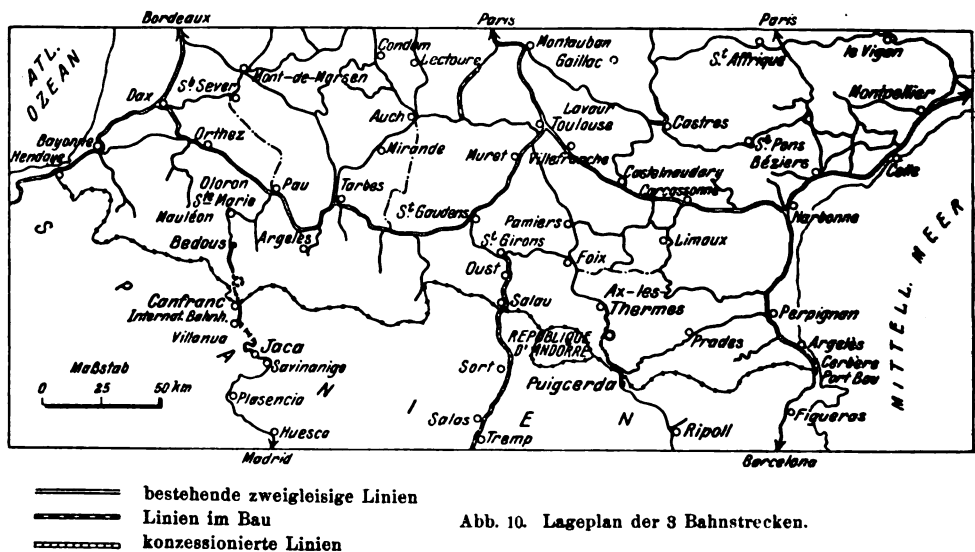 Bordeaux
Paris
Paris
ATL. OZEAN
Condom
Lectoure
Montauban
Gaillac
St. Affrique
le Vigan
Mont-de-Marsan
St. Sever
Dax
Auch
Lavaur
Toulouse
Castres
Montpellier
Bayonne
Hendaye
Orthez
Mirande
Muret
Villefranche
St. Pons
Béziers
Cette
Oloron
Ste Marie
Pau
Tarbes
Castelnaudary
Carcassonne
Narbonne
Mauléon
St. Gaudens
Pamiers
Limoux
Bedous
Argelès
St. Girons
Foix
Oust
Canfranc
Internat. Bahnh.
Villanua
Salau
Ax-les-
Thermes
Perpignan
RÉPUBLIQUE
D'ANDORRE
Prades
Argelès
Jaca
Savinanige
Cerbère
Port Bou
Maßstab
0 25 50 km
Sort
Puigcerda
Plasencia
Salas
Figueras
Huesca
Tremp
Ripoll
SPANIEN
MITTELL. MEER
Madrid
Barcelona
bestehende zweigleisige Linien
Linien im Bau
konzessionierte Linien
Abb. 10. Lageplan der 3 Bahnstrecken.